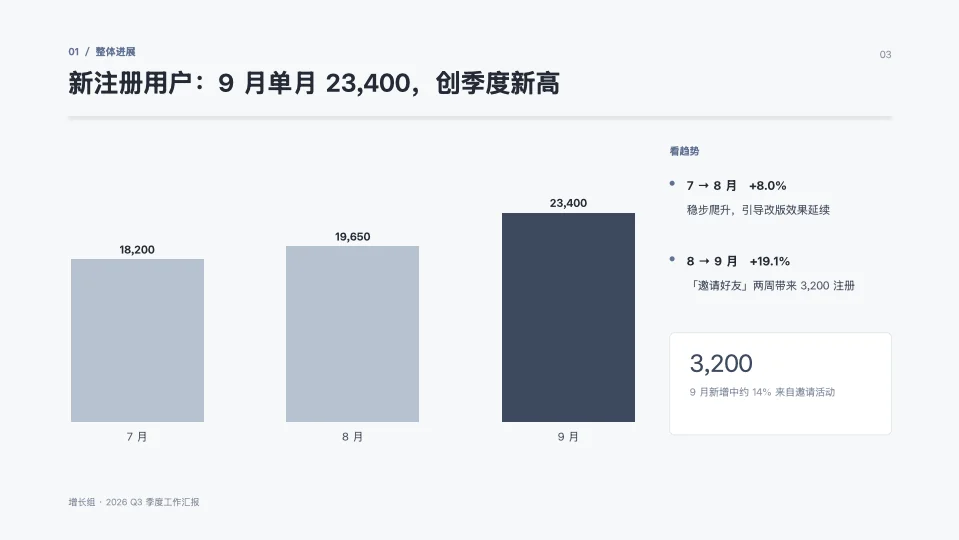 01 / 整体进展
03
新注册用户：9 月单月 23,400，创季度新高
18,200
19,650
23,400
7 月
8 月
9 月
看趋势
7 → 8 月 +8.0%
稳步爬升，引导改版效果延续
8 → 9 月 +19.1%
「邀请好友」两周带来 3,200 注册
3,200
9 月新增中约 14% 来自邀请活动
增长组 · 2026 Q3 季度工作汇报